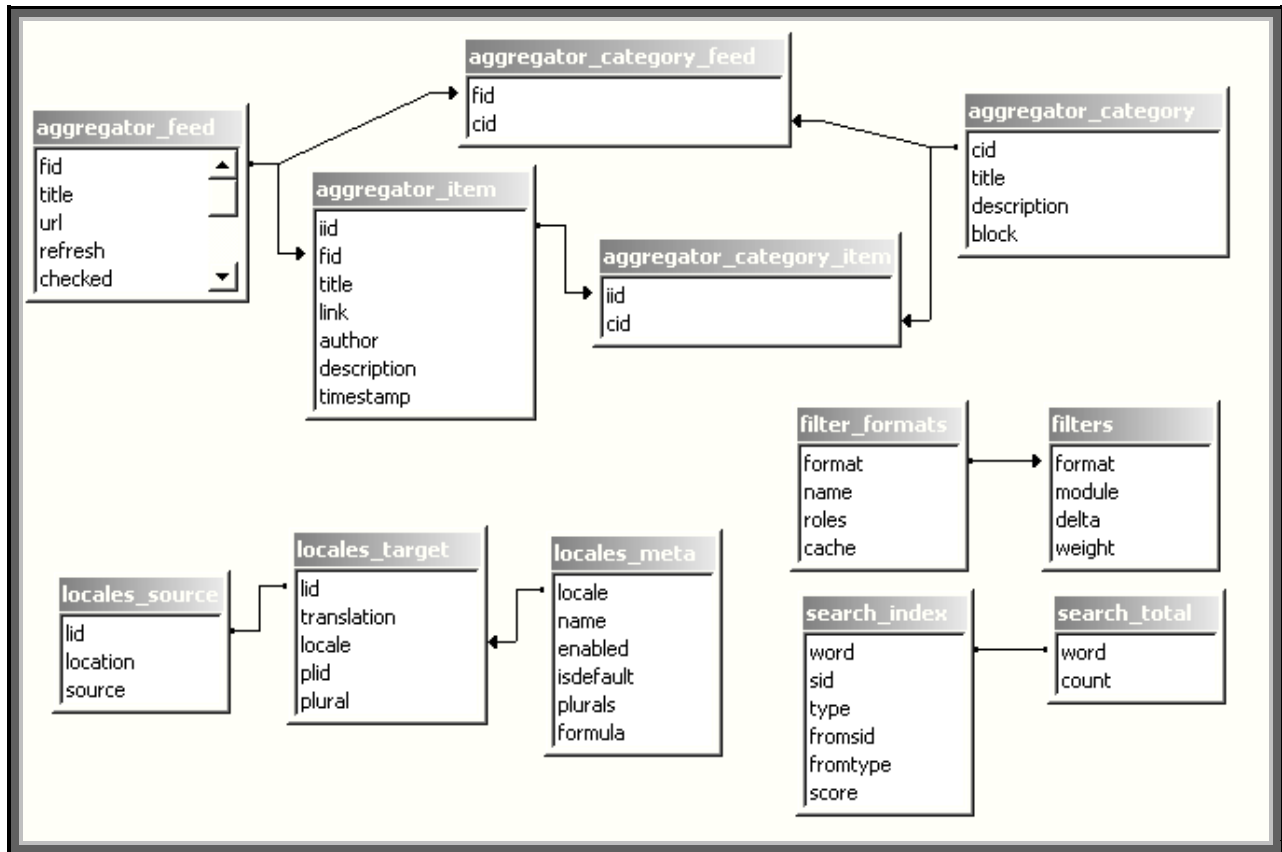 aggregator_category_feed
fid
cid
aggregator_feed
fid
title
url
refresh
checked
aggregator_item
iid
fid
title
link
author
description
timestamp
aggregator_category_item
iid
cid
aggregator_category
cid
title
description
block
filter_formats
format
name
roles
cache
filters
format
module
delta
weight
locales_source
lid
location
source
locales_target
lid
translation
locale
plid
plural
locales_meta
locale
name
enabled
isdefault
plurals
formula
search_index
word
sid
type
fromsid
fromtype
score
search_total
word
count